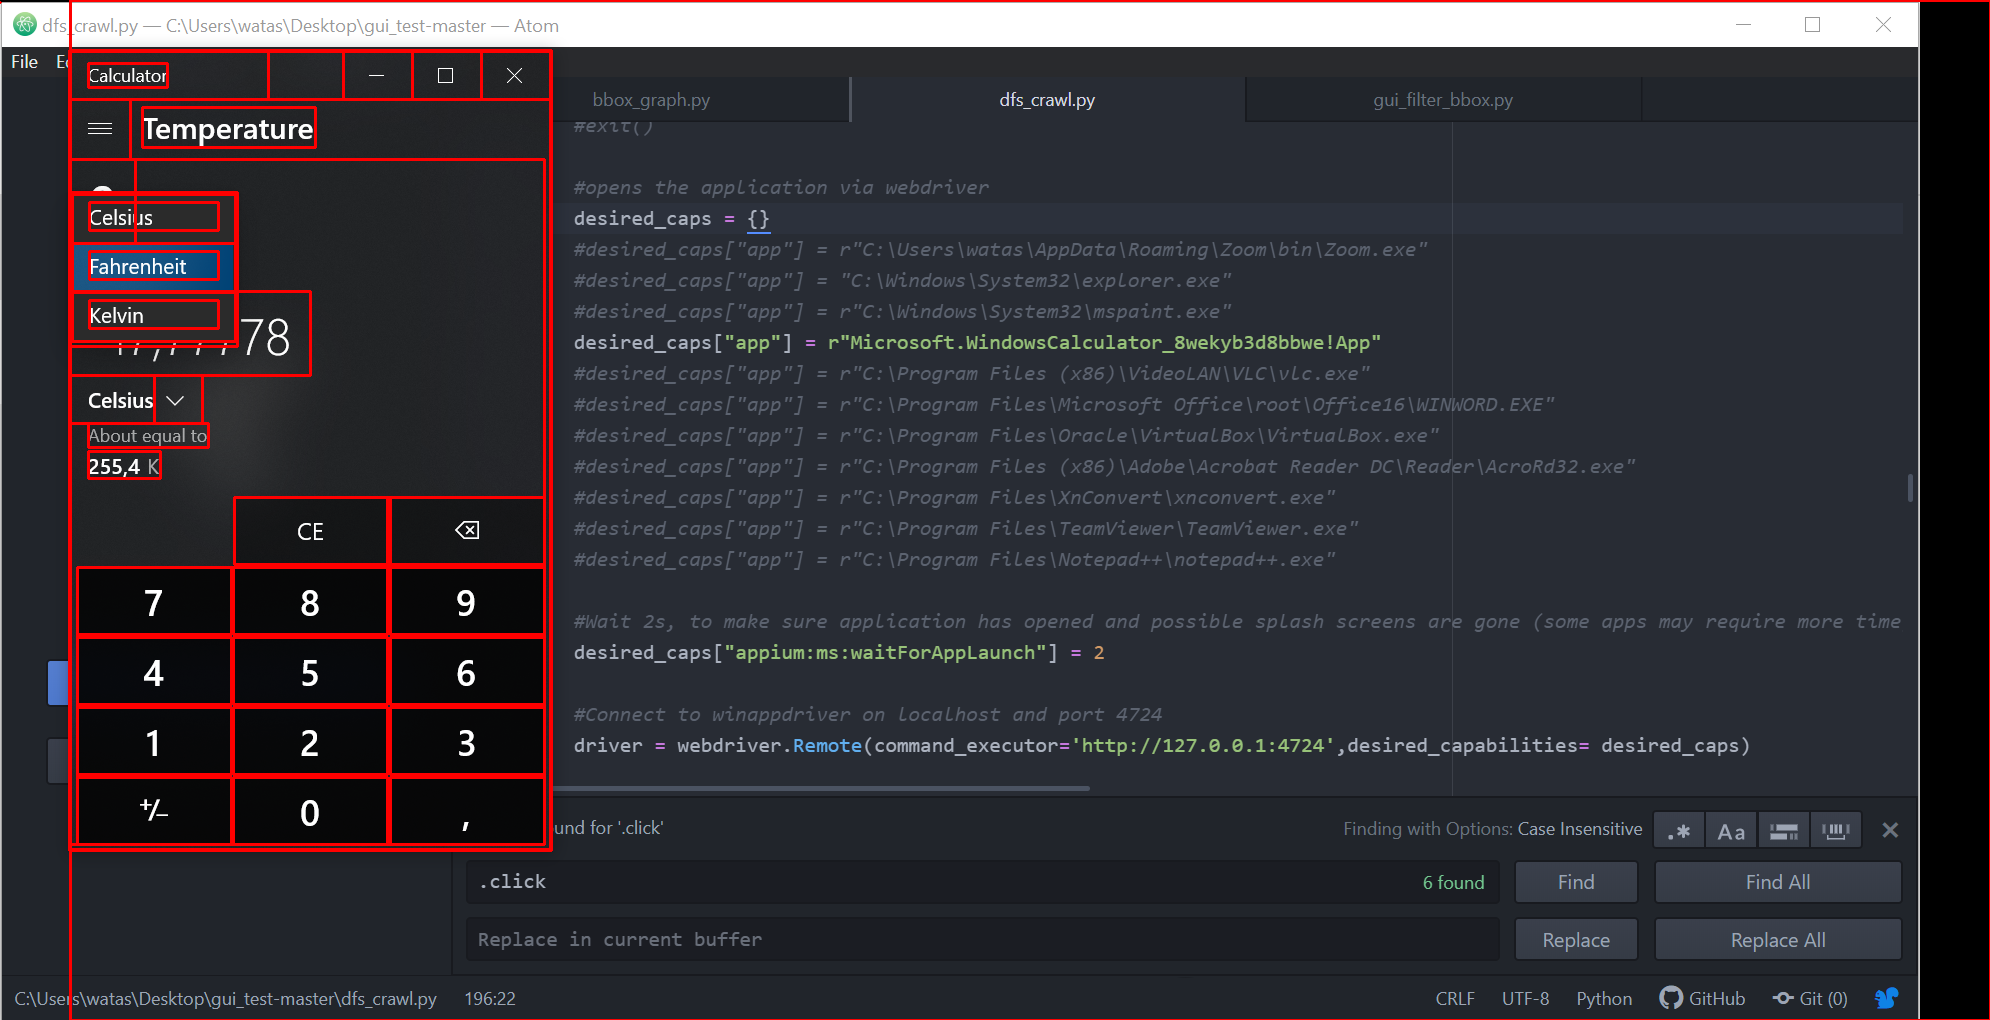 dfs_crawl.py — C:\Users\watas\Desktop\gui_test-master — Atom
File
Calculator
Temperature
Celsius
Fahrenheit
Kelvin
78
Celsius
About equal to
255,4 K
CE
7 8 9
4 5 6
1 2 3
+/− 0 ,
bbox_graph.py dfs_crawl.py gui_filter_bbox.py
#exit()
#opens the application via webdriver
desired_caps = {}
#desired_caps["app"] = r"C:\Users\watas\AppData\Roaming\Zoom\bin\Zoom.exe"
#desired_caps["app"] = "C:\Windows\System32\explorer.exe"
#desired_caps["app"] = r"C:\Windows\System32\mspaint.exe"
desired_caps["app"] = r"Microsoft.WindowsCalculator_8wekyb3d8bbwe!App"
#desired_caps["app"] = r"C:\Program Files (x86)\VideoLAN\VLC\vlc.exe"
#desired_caps["app"] = r"C:\Program Files\Microsoft Office\root\Office16\WINWORD.EXE"
#desired_caps["app"] = r"C:\Program Files\Oracle\VirtualBox\VirtualBox.exe"
#desired_caps["app"] = r"C:\Program Files (x86)\Adobe\Acrobat Reader DC\Reader\AcroRd32.exe"
#desired_caps["app"] = r"C:\Program Files\XnConvert\xnconvert.exe"
#desired_caps["app"] = r"C:\Program Files\TeamViewer\TeamViewer.exe"
#desired_caps["app"] = r"C:\Program Files\Notepad++\notepad++.exe"
#Wait 2s, to make sure application has opened and possible splash screens are gone (some apps may require more time
desired_caps["appium:ms:waitForAppLaunch"] = 2
#Connect to winappdriver on localhost and port 4724
driver = webdriver.Remote(command_executor='http://127.0.0.1:4724',desired_capabilities= desired_caps)
und for '.click' Finding with Options: Case Insensitive .* Aa
.click 6 found Find Find All
Replace in current buffer Replace Replace All
C:\Users\watas\Desktop\gui_test-master\dfs_crawl.py 196:22 CRLF UTF-8 Python GitHub Git (0)